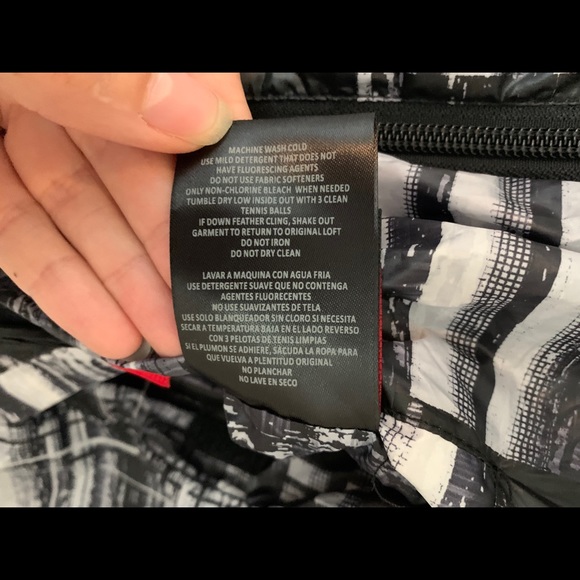 MACHINE WASH COLD
USE MILD DETERGENT THAT DOES NOT
HAVE FLUORESCING AGENTS
DO NOT USE FABRIC SOFTENERS
ONLY NON-CHLORINE BLEACH WHEN NEEDED
TUMBLE DRY LOW INSIDE OUT WITH 3 CLEAN
TENNIS BALLS
IF DOWN FEATHER CLING, SHAKE OUT
GARMENT TO RETURN TO ORIGINAL LOFT
DO NOT IRON
DO NOT DRY CLEAN
LAVAR A MAQUINA CON AGUA FRIA
USE DETERGENTE SUAVE QUE NO CONTENGA
AGENTES FLUORECENTES
NO USE SUAVIZANTES DE TELA
USE SOLO BLANQUEADOR SIN CLORO SI NECESITA
SECAR A TEMPERATURA BAJA EN EL LADO REVERSO
CON 3 PELOTAS DE TENIS LIMPIAS
SI EL PLUMON SE ADHIERE, SACUDA LA ROPA PARA
QUE VUELVA A PLENTITUD ORIGINAL
NO PLANCHAR
NO LAVE EN SECO